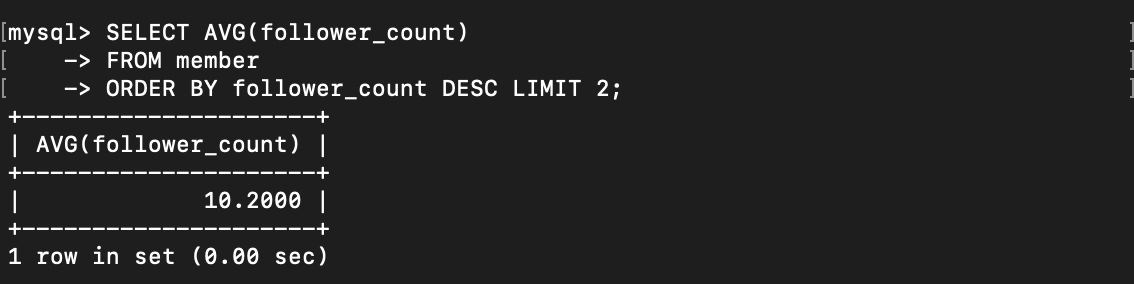 [mysql> SELECT AVG(follower_count) ]
[    -> FROM member ]
[    -> ORDER BY follower_count DESC LIMIT 2; ]
+---------------------+
| AVG(follower_count) |
+---------------------+
|             10.2000 |
+---------------------+
1 row in set (0.00 sec)